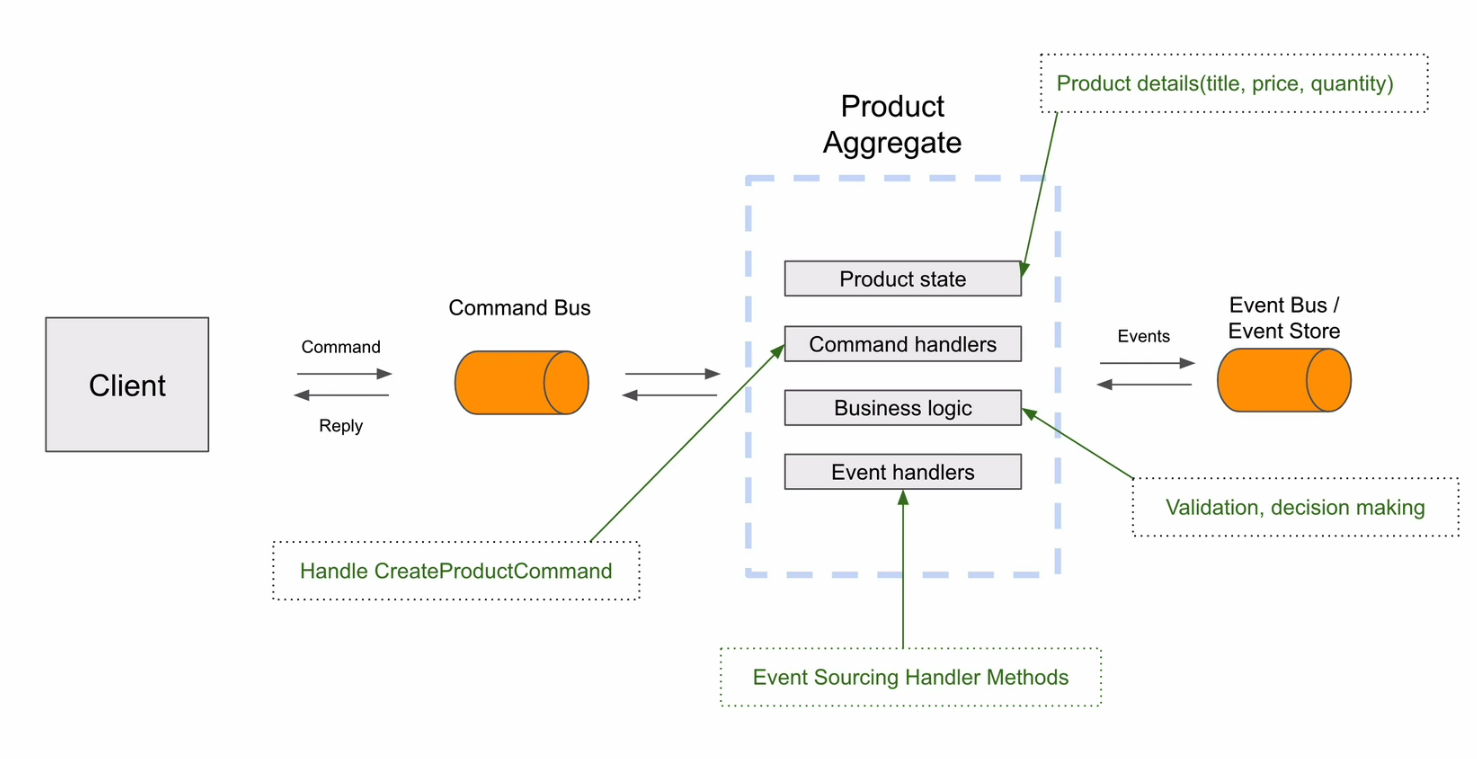 Product details(title, price, quantity)
Product
Aggregate
Product state
Command Bus
Event Bus /
Event Store
Client
Command
Reply
Command handlers
Events
Business logic
Event handlers
Validation, decision making
Handle CreateProductCommand
Event Sourcing Handler Methods